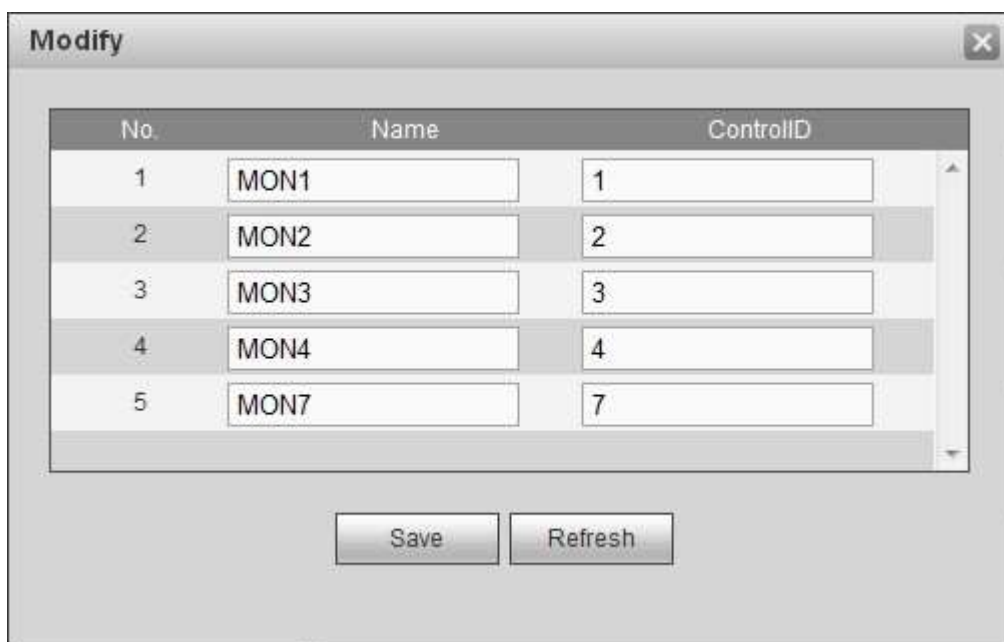 Modify
No. Name ControlID
1 MON1 1
2 MON2 2
3 MON3 3
4 MON4 4
5 MON7 7
Save Refresh